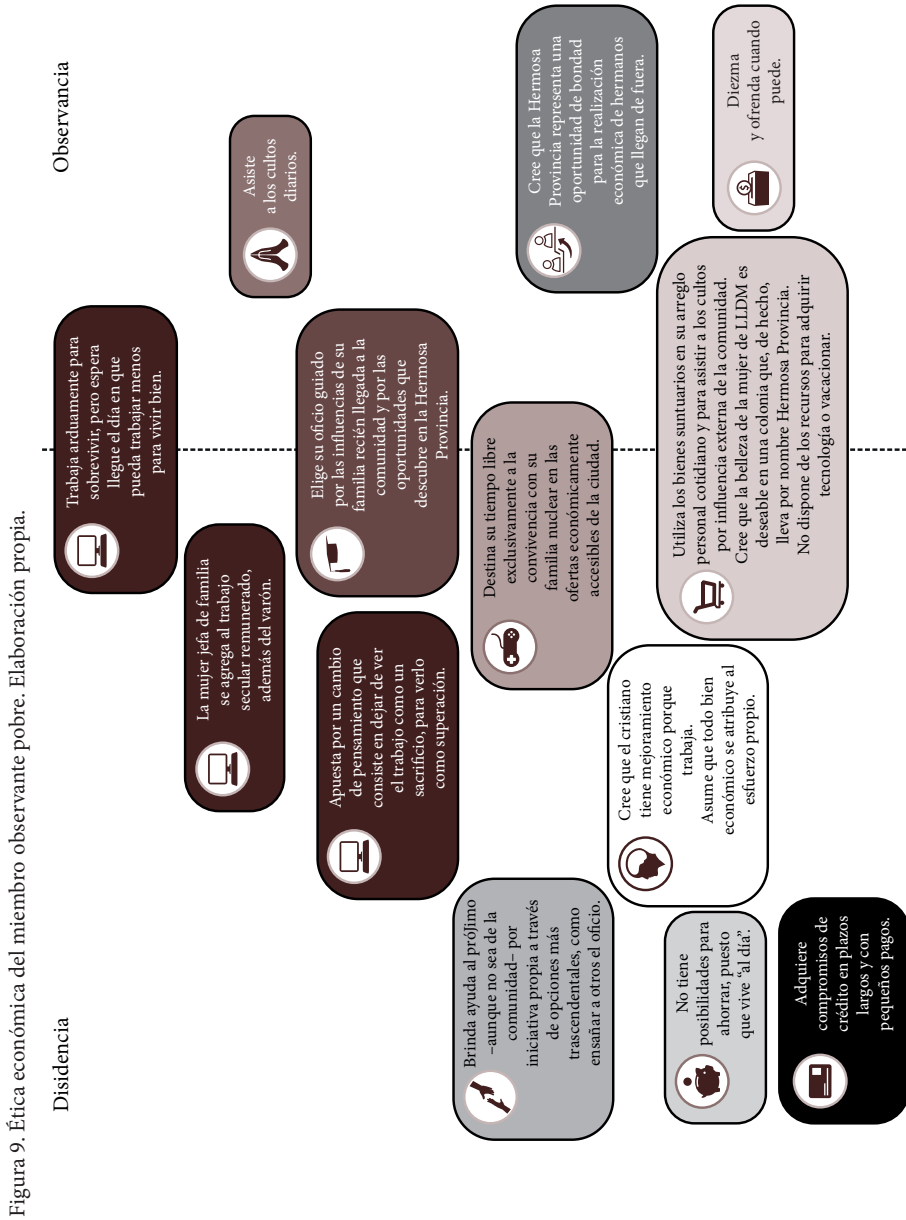 Figura 9. Ética económica del miembro observante pobre. Elaboración propia.
Disidencia
Observancia
Trabaja arduamente para
sobrevivir, pero espera
llegue el día en que
pueda trabajar menos
para vivir bien.
La mujer jefa de familia
se agrega al trabajo
secular remunerado,
además del varón.
Asiste
a los cultos
diarios.
Apuesta por un cambio
de pensamiento que
consiste en dejar de ver
el trabajo como un
sacrificio, para verlo
como superación.
Elige su oficio guiado
por las influencias de su
familia recién llegada a la
comunidad y por las
oportunidades que
descubre en la Hermosa
Provincia.
Brinda ayuda al prójimo
–aunque no sea de la
comunidad– por
iniciativa propia a través
de opciones más
trascendentales, como
ensañar a otros el oficio.
Destina su tiempo libre
exclusivamente a la
convivencia con su
familia nuclear en las
ofertas económicamente
accesibles de la ciudad.
Cree que la Hermosa
Provincia representa una
oportunidad de bondad
para la realización
económica de hermanos
que llegan de fuera.
Cree que el cristiano
tiene mejoramiento
económico porque
trabaja.
Asume que todo bien
económico se atribuye al
esfuerzo propio.
No tiene
posibilidades para
ahorrar, puesto
que vive “al día”.
Utiliza los bienes suntuarios en su arreglo
personal cotidiano y para asistir a los cultos
por influencia externa de la comunidad.
Cree que la belleza de la mujer de LLDM es
deseable en una colonia que, de hecho,
lleva por nombre Hermosa Provincia.
No dispone de los recursos para adquirir
tecnología o vacacionar.
Diezma
y ofrenda cuando
puede.
Adquiere
compromisos de
crédito en plazos
largos y con
pequeños pagos.